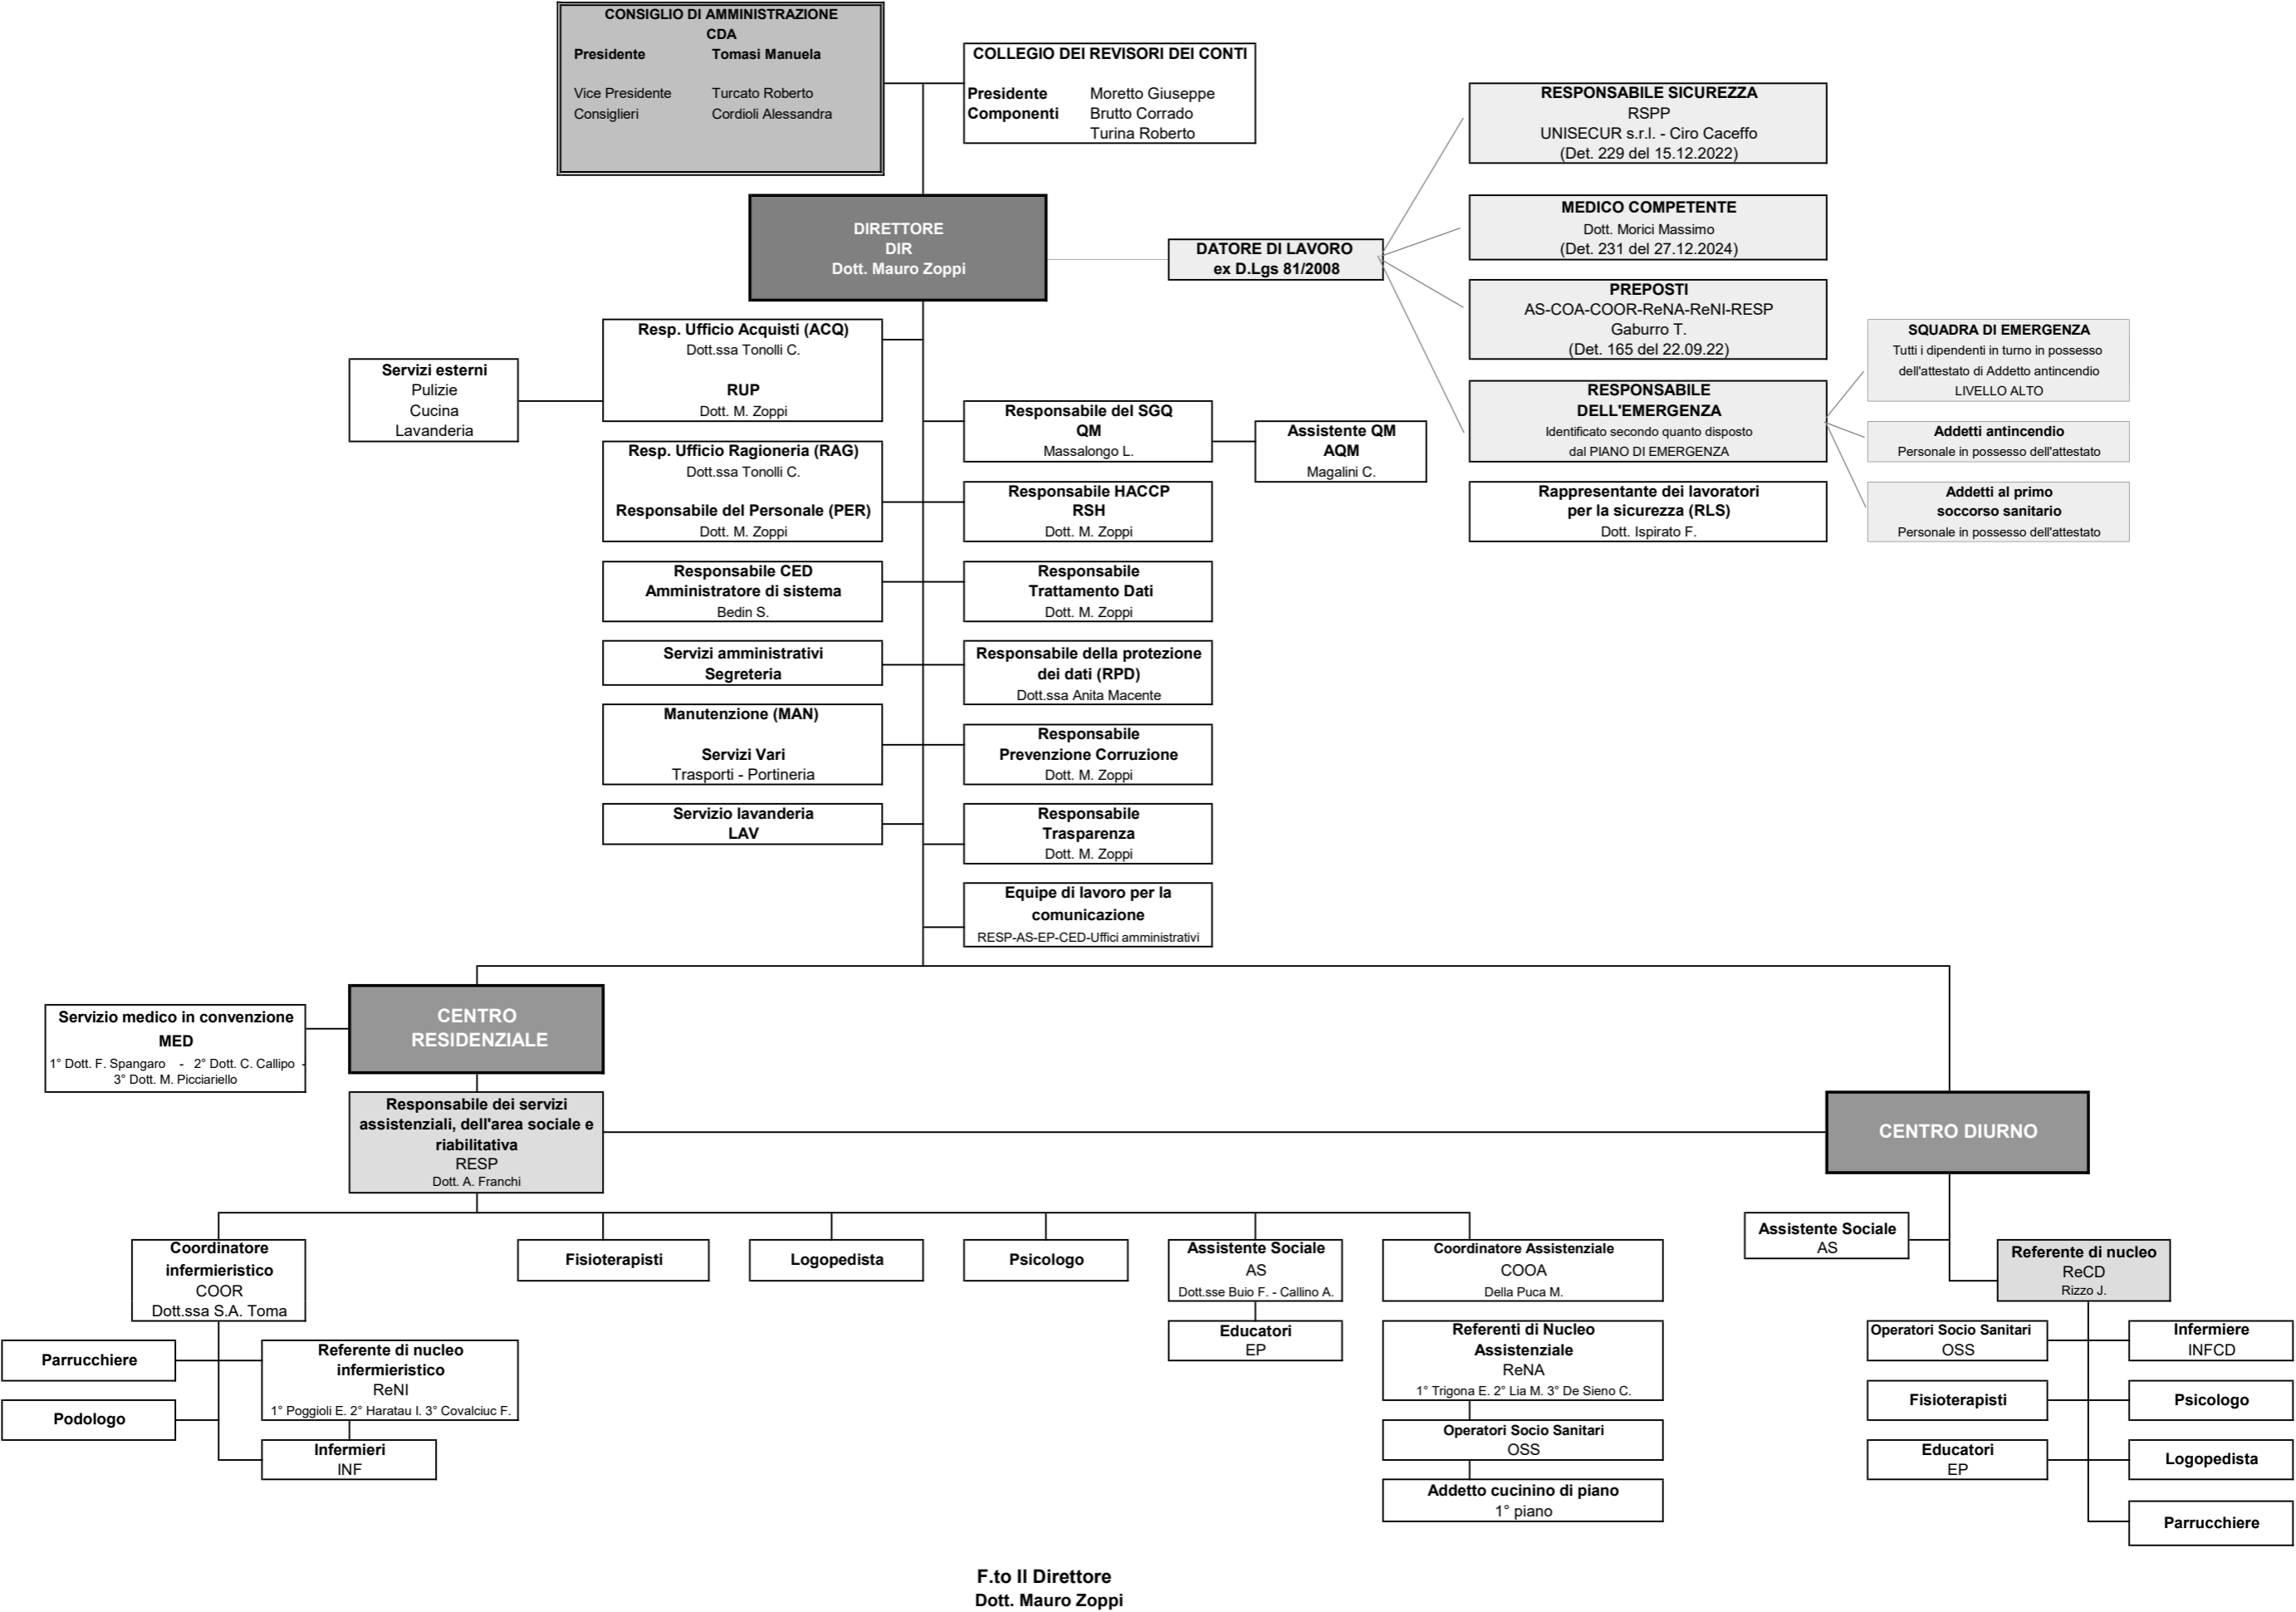 CONSIGLIO DI AMMINISTRAZIONE
CDA
Presidente Tomasi Manuela
Vice Presidente Turcato Roberto
Consiglieri Cordioli Alessandra
COLLEGIO DEI REVISORI DEI CONTI
Presidente Moretto Giuseppe
Componenti Brutto Corrado
Turina Roberto
RESPONSABILE SICUREZZA
RSPP
UNISECUR s.r.l. - Ciro Caceffo
(Det. 229 del 15.12.2022)
DIRETTORE
DIR
Dott. Mauro Zoppi
DATORE DI LAVORO
ex D.Lgs 81/2008
MEDICO COMPETENTE
Dott. Morici Massimo
(Det. 231 del 27.12.2024)
PREPOSTI
AS-COA-COOR-ReNA-ReNI-RESP
Gaburro T.
(Det. 165 del 22.09.22)
RESPONSABILE
DELL'EMERGENZA
Identificato secondo quanto disposto
dal PIANO DI EMERGENZA
Rappresentante dei lavoratori
per la sicurezza (RLS)
Dott. Ispirato F.
SQUADRA DI EMERGENZA
Tutti i dipendenti in turno in possesso
dell'attestato di Addetto antincendio
LIVELLO ALTO
Addetti antincendio
Personale in possesso dell'attestato
Addetti al primo
soccorso sanitario
Personale in possesso dell'attestato
Servizi esterni
Pulizie
Cucina
Lavanderia
Resp. Ufficio Acquisti (ACQ)
Dott.ssa Tonolli C.
RUP
Dott. M. Zoppi
Resp. Ufficio Ragioneria (RAG)
Dott.ssa Tonolli C.
Responsabile del Personale (PER)
Dott. M. Zoppi
Responsabile CED
Amministratore di sistema
Bedin S.
Servizi amministrativi
Segreteria
Manutenzione (MAN)
Servizi Vari
Trasporti - Portineria
Servizio lavanderia
LAV
Responsabile del SGQ
QM
Massalongo L.
Assistente QM
AQM
Magalini C.
Responsabile HACCP
RSH
Dott. M. Zoppi
Responsabile
Trattamento Dati
Dott. M. Zoppi
Responsabile della protezione
dei dati (RPD)
Dott.ssa Anita Macente
Responsabile
Prevenzione Corruzione
Dott. M. Zoppi
Responsabile
Trasparenza
Dott. M. Zoppi
Equipe di lavoro per la
comunicazione
RESP-AS-EP-CED-Uffici amministrativi
Servizio medico in convenzione
MED
1° Dott. F. Spangaro - 2° Dott. C. Callipo -
3° Dott. M. Picciariello
CENTRO
RESIDENZIALE
Responsabile dei servizi
assistenziali, dell'area sociale e
riabilitativa
RESP
Dott. A. Franchi
CENTRO DIURNO
Coordinatore
infermieristico
COOR
Dott.ssa S.A. Toma
Fisioterapisti
Logopedista
Psicologo
Assistente Sociale
AS
Dott.sse Buio F. - Callino A.
Educatori
EP
Coordinatore Assistenziale
COOA
Della Puca M.
Referenti di Nucleo
Assistenziale
ReNA
1° Trigona E. 2° Lia M. 3° De Sieno C.
Operatori Socio Sanitari
OSS
Addetto cucinino di piano
1° piano
Parrucchiere
Podologo
Referente di nucleo
infermieristico
ReNI
1° Poggioli E. 2° Haratau I. 3° Covalciuc F.
Infermieri
INF
Assistente Sociale
AS
Referente di nucleo
ReCD
Rizzo J.
Operatori Socio Sanitari
OSS
Infermiere
INFCD
Fisioterapisti
Psicologo
Educatori
EP
Logopedista
Parrucchiere
F.to Il Direttore
Dott. Mauro Zoppi